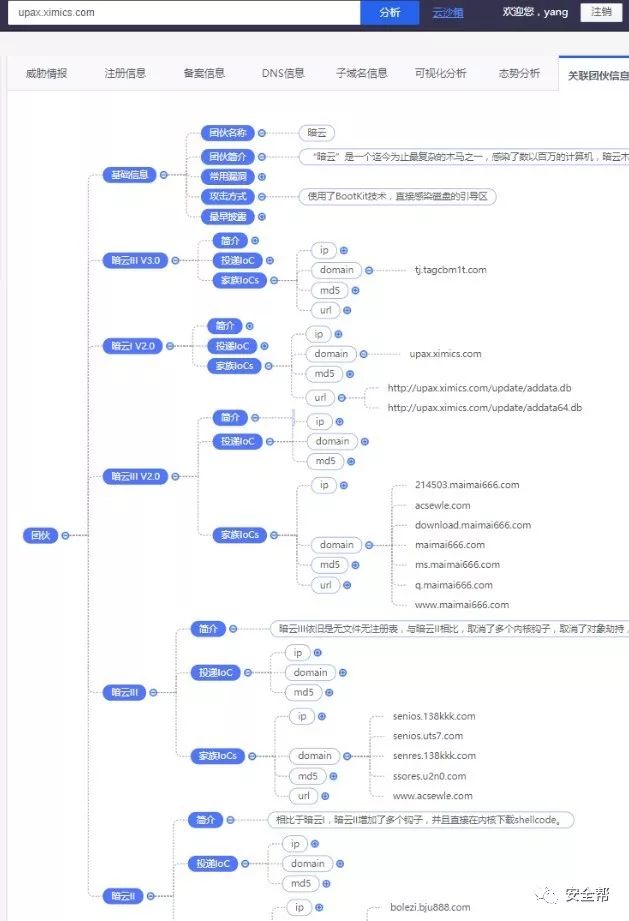 upax.ximics.com
分析
云沙箱
欢迎您，yang
注销
威胁情报
注册信息
备案信息
DNS信息
子域名信息
可视化分析
态势分析
关联团伙信息
团伙
基础信息
团伙名称
暗云
团伙简介
“暗云”是一个迄今为止最复杂的木马之一，感染了数以百万的计算机，暗云木
常用漏洞
攻击方式
使用了BootKit技术，直接感染磁盘的引导区
最早披露
暗云III V3.0
简介
投递IoC
家族IoCs
ip
domain
tj.tagcbm1t.com
md5
url
暗云I V2.0
简介
投递IoC
家族IoCs
ip
domain
upax.ximics.com
md5
url
http://upax.ximics.com/update/addata.db
http://upax.ximics.com/update/addata64.db
暗云III V2.0
简介
投递IoC
ip
domain
md5
家族IoCs
ip
domain
214503.maimai666.com
acsewle.com
download.maimai666.com
maimai666.com
ms.maimai666.com
q.maimai666.com
www.maimai666.com
md5
url
暗云III
简介
暗云III依旧是无文件无注册表，与暗云II相比，取消了多个内核钩子，取消了对象劫持，
投递IoC
ip
domain
md5
家族IoCs
ip
domain
senios.138kkk.com
senios.uts7.com
senres.138kkk.com
ssores.u2n0.com
www.acsewle.com
md5
url
暗云II
简介
相比于暗云I，暗云II增加了多个钩子，并且直接在内核下载shellcode。
投递IoC
ip
domain
md5
ip
bolezi.bju888.com
安全帮